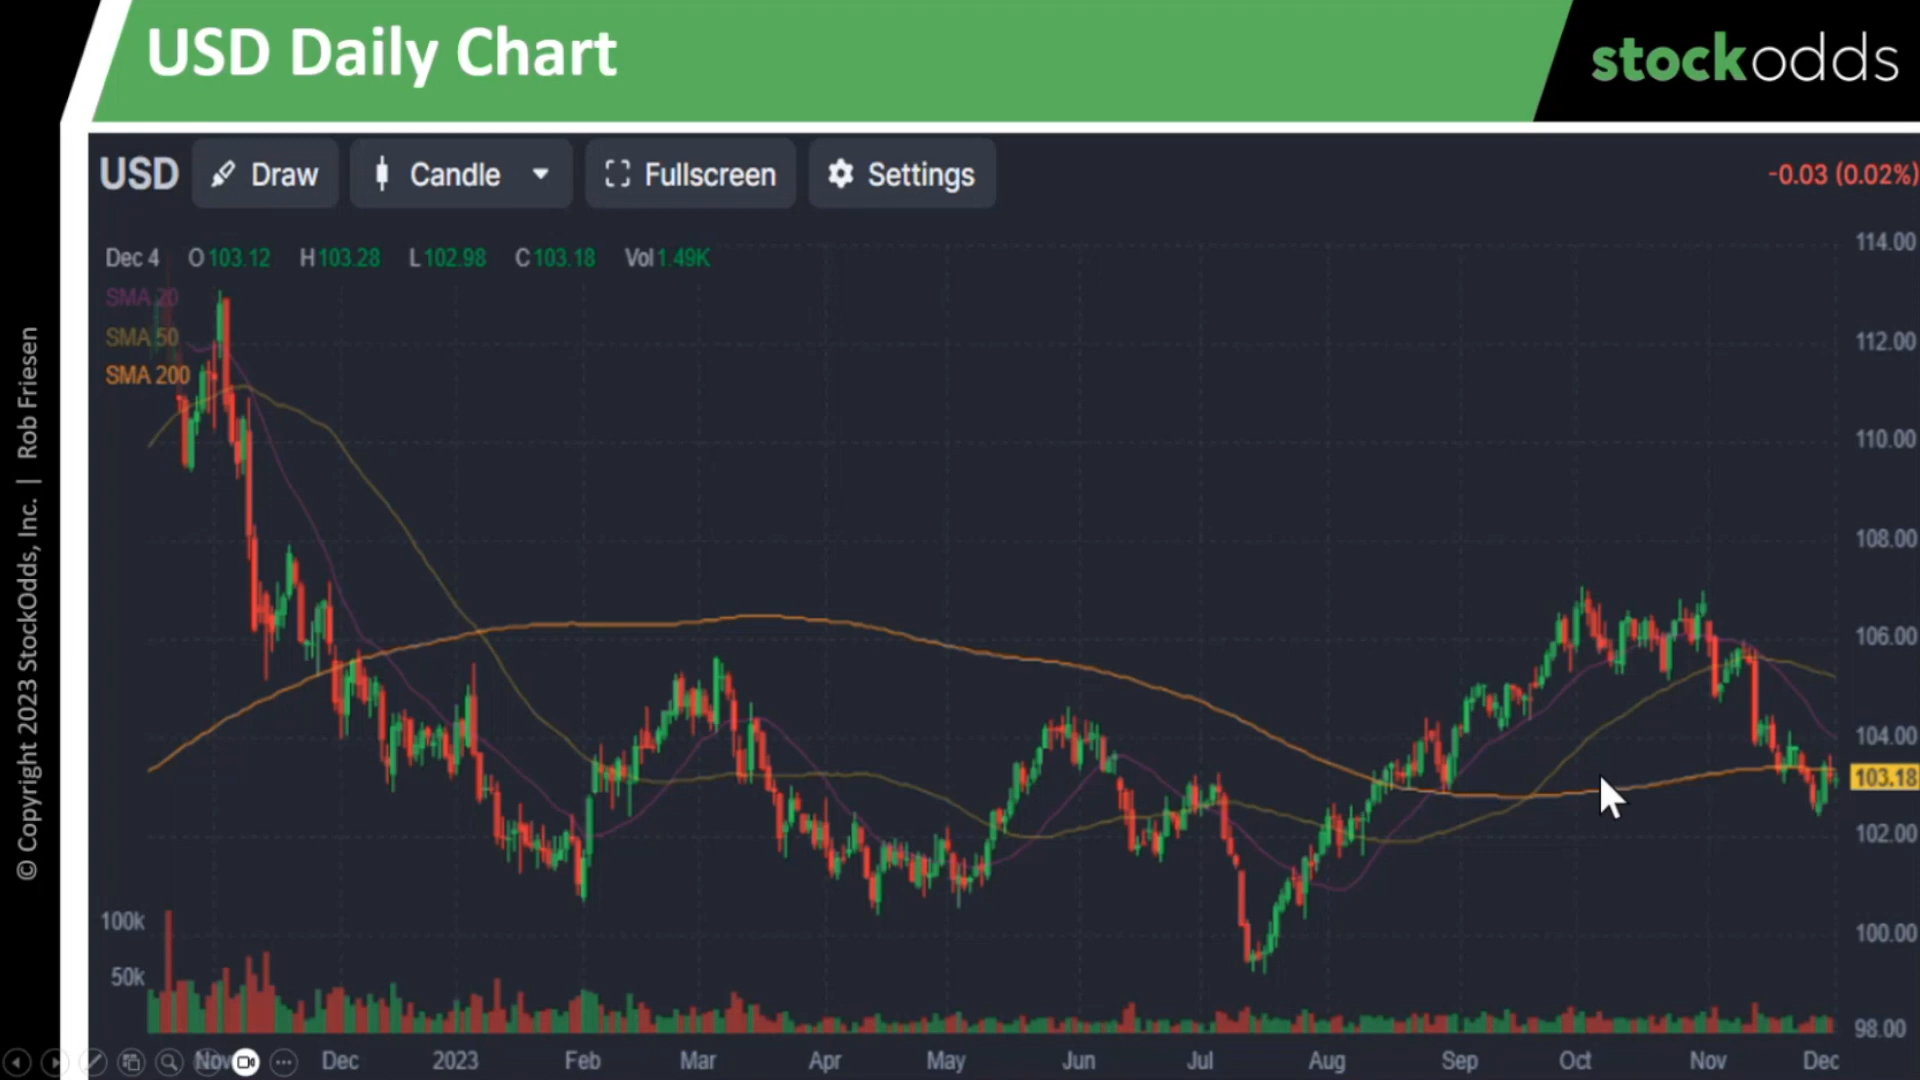 USD Daily Chart
stockodds
USD Draw Candle Fullscreen Settings -0.03 (0.02%)
Dec 4 O 103.12 H 103.28 L 102.98 C 103.18 Vol 1.49K
SMA 20
SMA 50
SMA 200
114.00
112.00
110.00
108.00
106.00
104.00
103.18
102.00
100.00
98.00
100k
50k
Nov Dec 2023 Feb Mar Apr May Jun Jul Aug Sep Oct Nov Dec
© Copyright 2023 StockOdds, Inc. | Rob Friesen